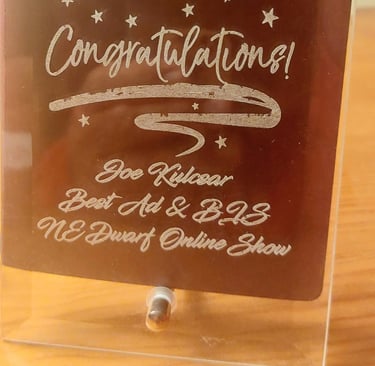 Congratulations!
Joe Kulcsar
Best Ad & BIS
NE Dwarf Online Show